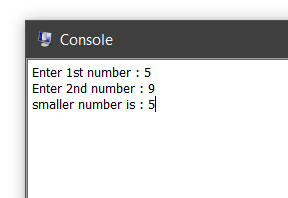 Console
Enter 1st number : 5
Enter 2nd number : 9
smaller number is : 5